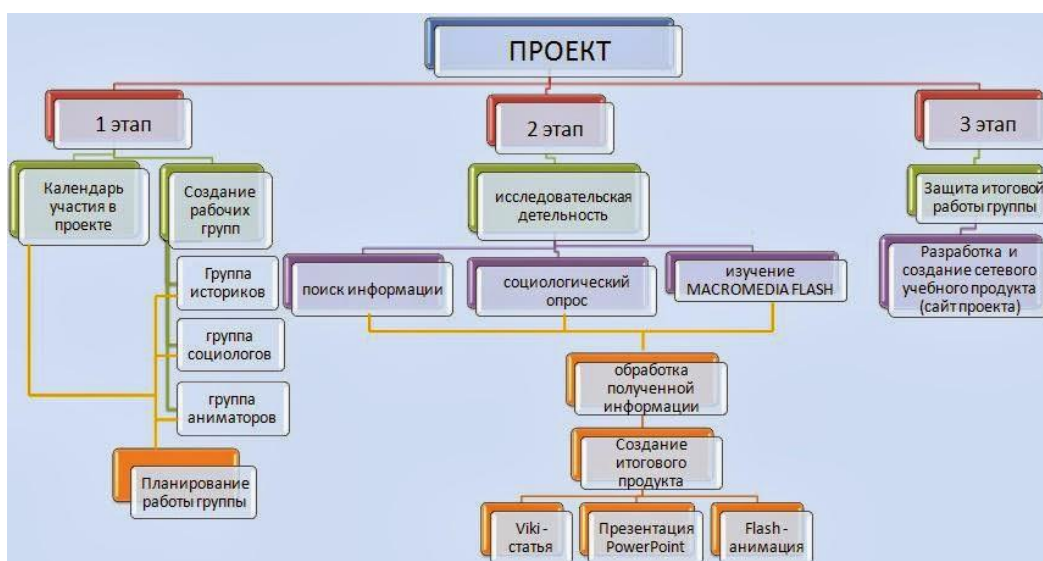 ПРОЕКТ
1 этап
Календарь
участия в
проекте
Создание
рабочих
групп
Группа
историков
группа
социологов
группа
аниматоров
Планирование
работы группы
2 этап
исследовательская
детельность
поиск информации
социологический
опрос
изучение
MACROMEDIA FLASH
обработка
полученной
информации
Создание
итогового
продукта
Viki -
статья
Презентация
PowerPoint
Flash -
анимация
3 этап
Защита итоговой
работы группы
Разработка и
создание сетевого
учебного продукта
(сайт проекта)